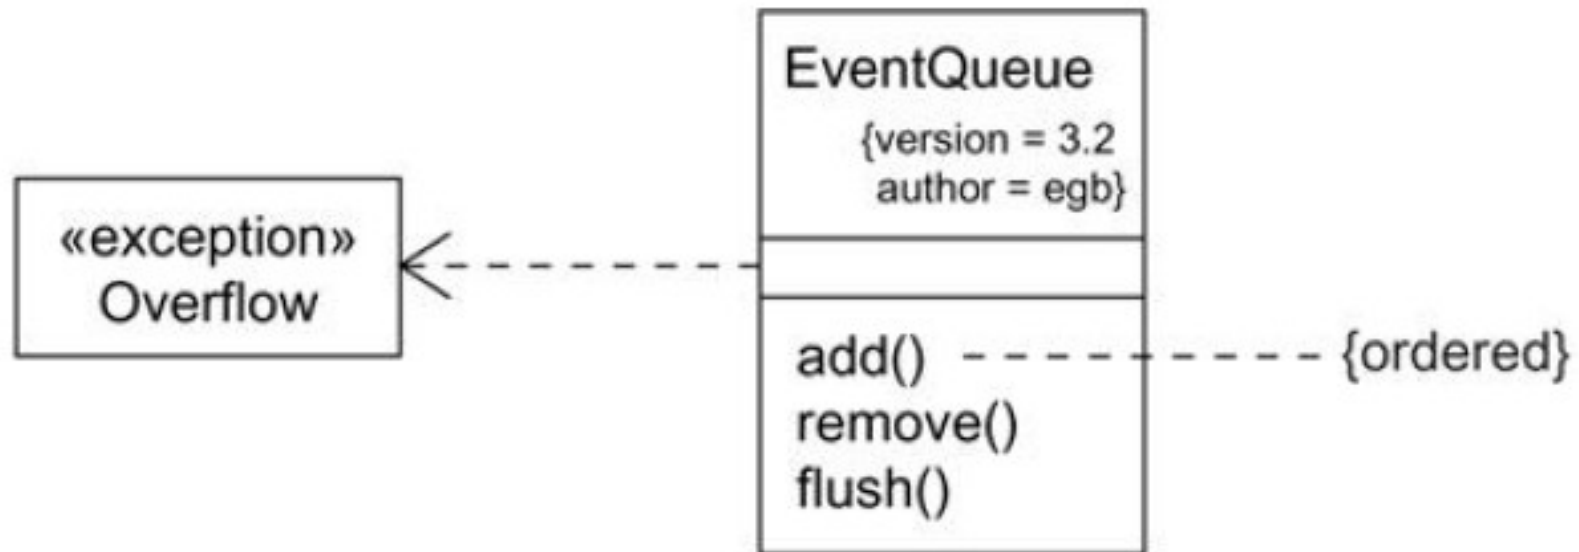 «exception»
Overflow
EventQueue
{version = 3.2
author = egb}
add()
{ordered}
remove()
flush()